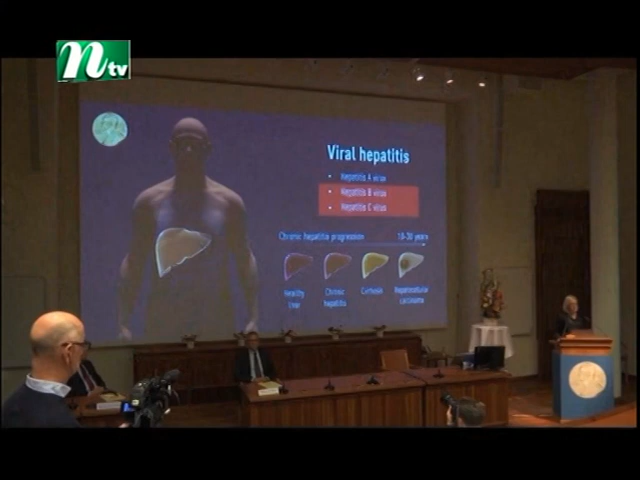 ntv
Viral hepatitis
• Hepatitis A virus
• Hepatitis B virus
• Hepatitis C virus
Chronic hepatitis progression
10-30 years
Healthy liver
Chronic hepatitis
Cirrhosis
Hepatocellular carcinoma